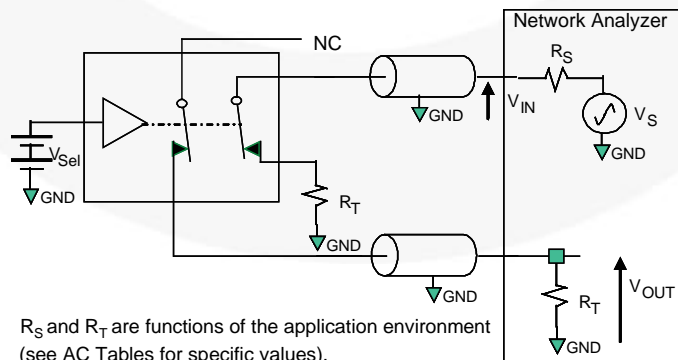 Network Analyzer
NC
R_S
V_IN
V_S
GND
GND
V_Sel
GND
R_T
GND
GND
R_T
V_OUT
GND
R_S and R_T are functions of the application environment
(see AC Tables for specific values).